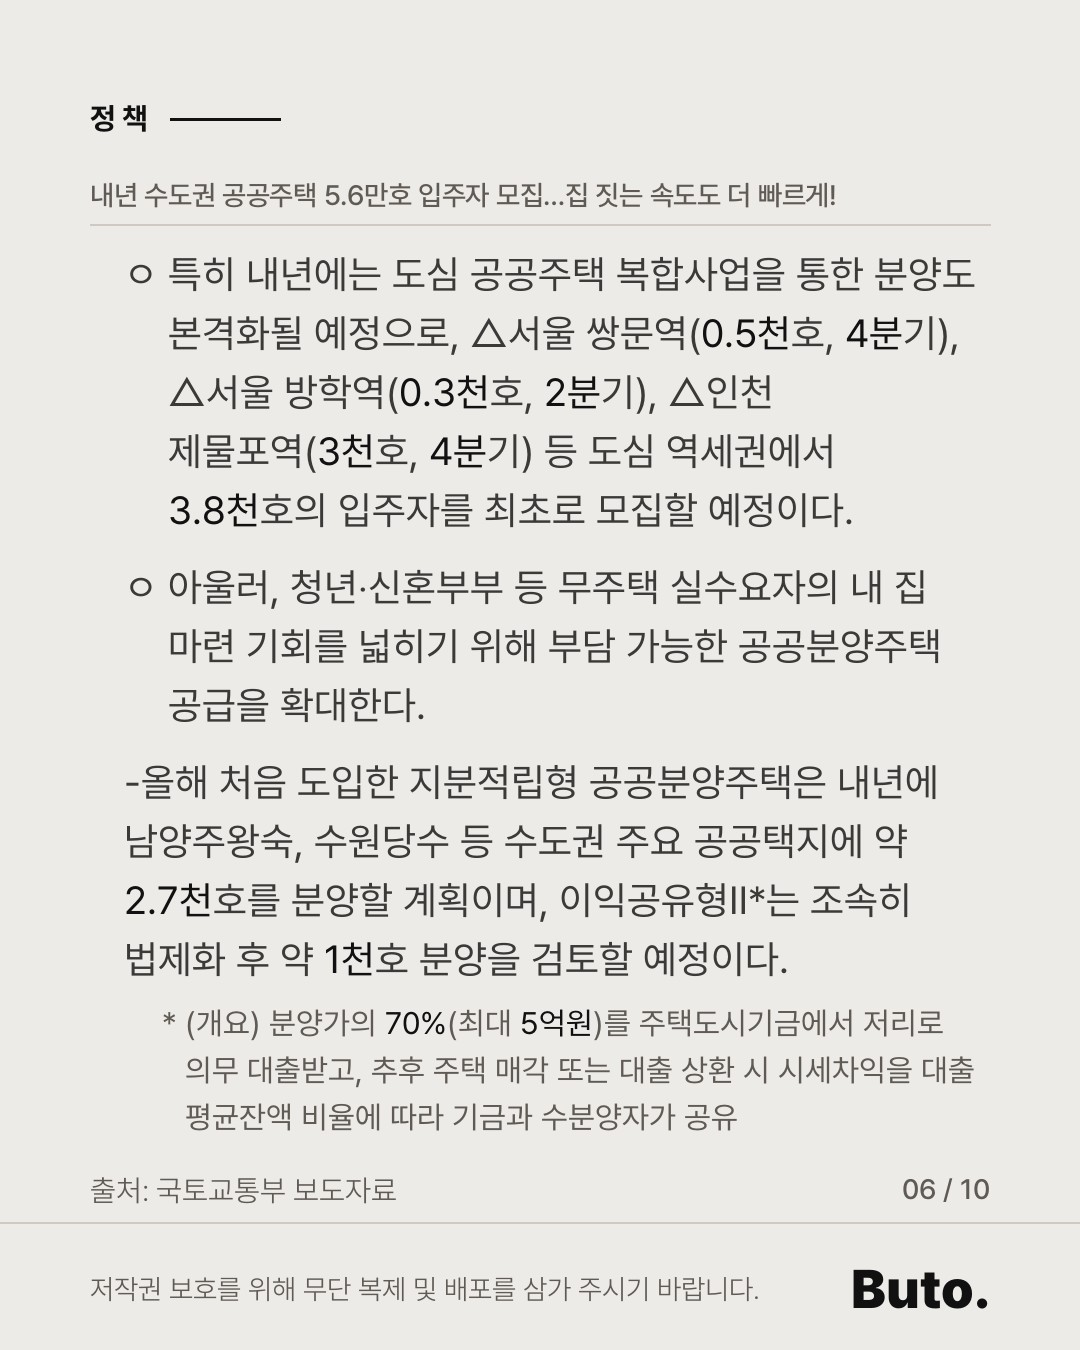 정책
내년 수도권 공공주택 5.6만호 입주자 모집...집 짓는 속도도 더 빠르게!
ㅇ 특히 내년에는 도심 공공주택 복합사업을 통한 분양도
본격화될 예정으로, △서울 쌍문역(0.5천호, 4분기),
△서울 방학역(0.3천호, 2분기), △인천
제물포역(3천호, 4분기) 등 도심 역세권에서
3.8천호의 입주자를 최초로 모집할 예정이다.
ㅇ 아울러, 청년·신혼부부 등 무주택 실수요자의 내 집
마련 기회를 넓히기 위해 부담 가능한 공공분양주택
공급을 확대한다.
-올해 처음 도입한 지분적립형 공공분양주택은 내년에
남양주왕숙, 수원당수 등 수도권 주요 공공택지에 약
2.7천호를 분양할 계획이며, 이익공유형II*는 조속히
법제화 후 약 1천호 분양을 검토할 예정이다.
* (개요) 분양가의 70%(최대 5억원)를 주택도시기금에서 저리로
의무 대출받고, 추후 주택 매각 또는 대출 상환 시 시세차익을 대출
평균잔액 비율에 따라 기금과 수분양자가 공유
출처: 국토교통부 보도자료
06 / 10
저작권 보호를 위해 무단 복제 및 배포를 삼가 주시기 바랍니다.
Buto.